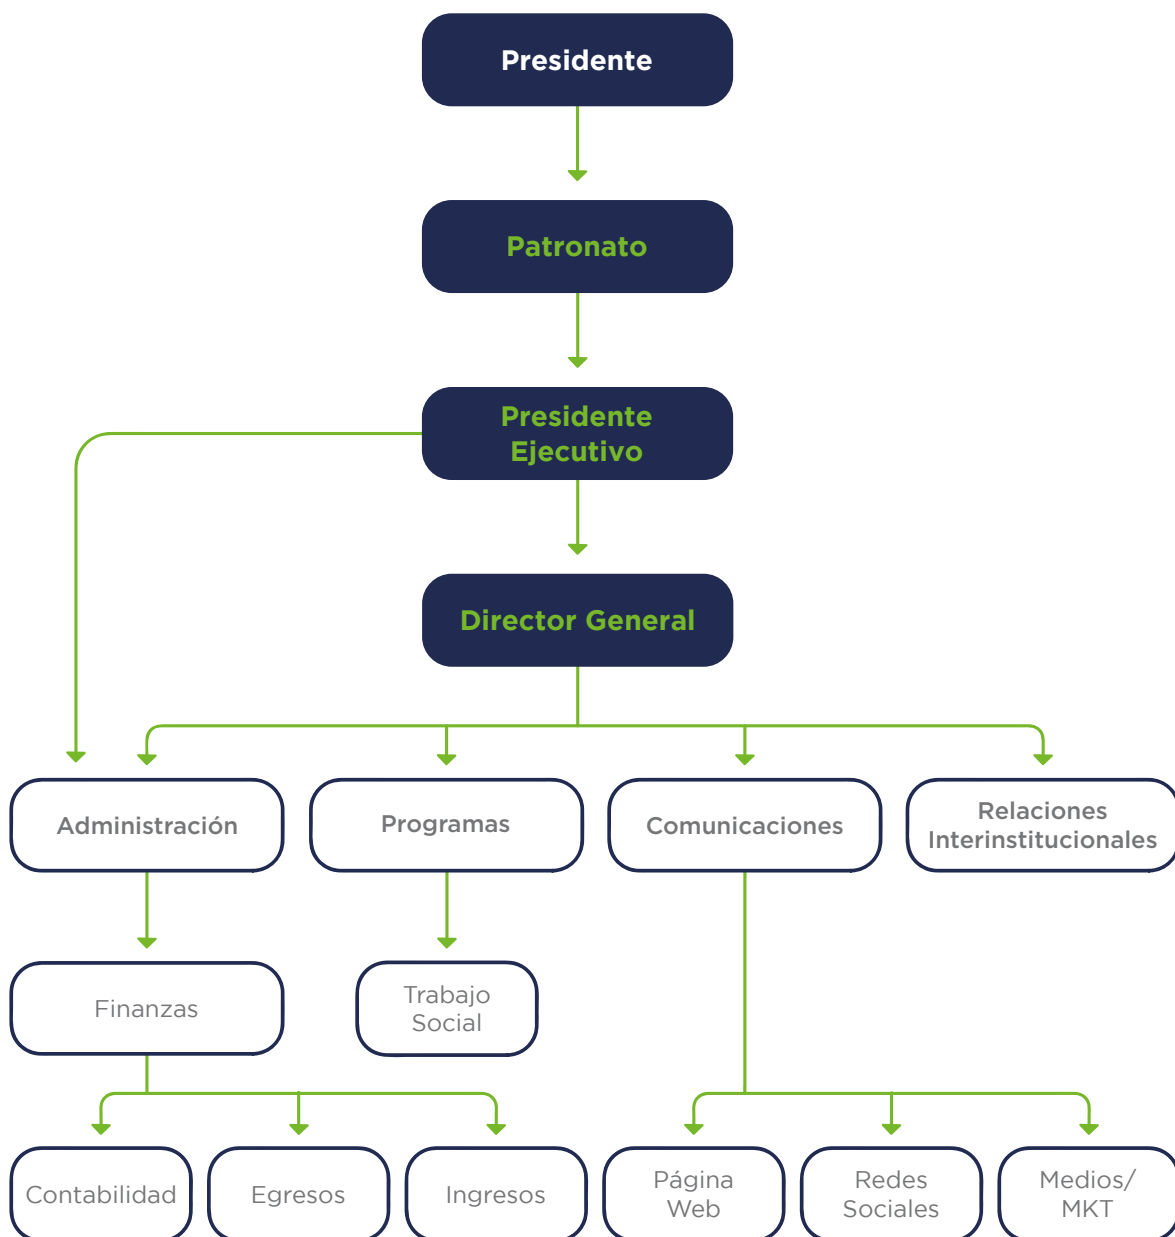 Presidente
Patronato
Presidente
Ejecutivo
Director General
Administración
Programas
Comunicaciones
Relaciones
Interinstitucionales
Finanzas
Trabajo
Social
Contabilidad
Egresos
Ingresos
Página
Web
Redes
Sociales
Medios/
MKT